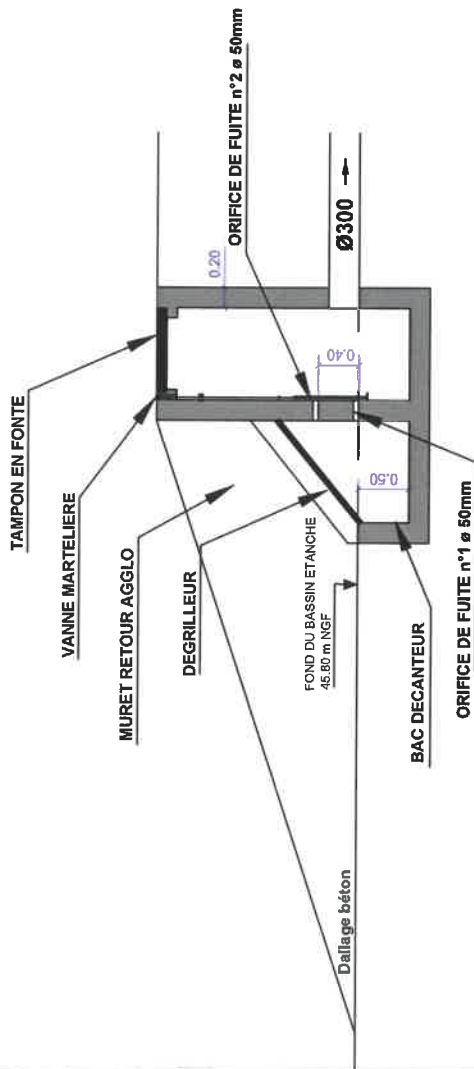 TAMPON EN FONTE
VANNE MARTELIERE
MURET RETOUR AGGLO
DEGRILLEUR
FOND DU BASSIN ETANCHE
45.80 m NGF
Dallage béton
0.20
ORIFICE DE FUITE n°2 ø 50mm
Ø300
0.40
0.50
BAC DECANTEUR
ORIFICE DE FUITE n°1 ø 50mm